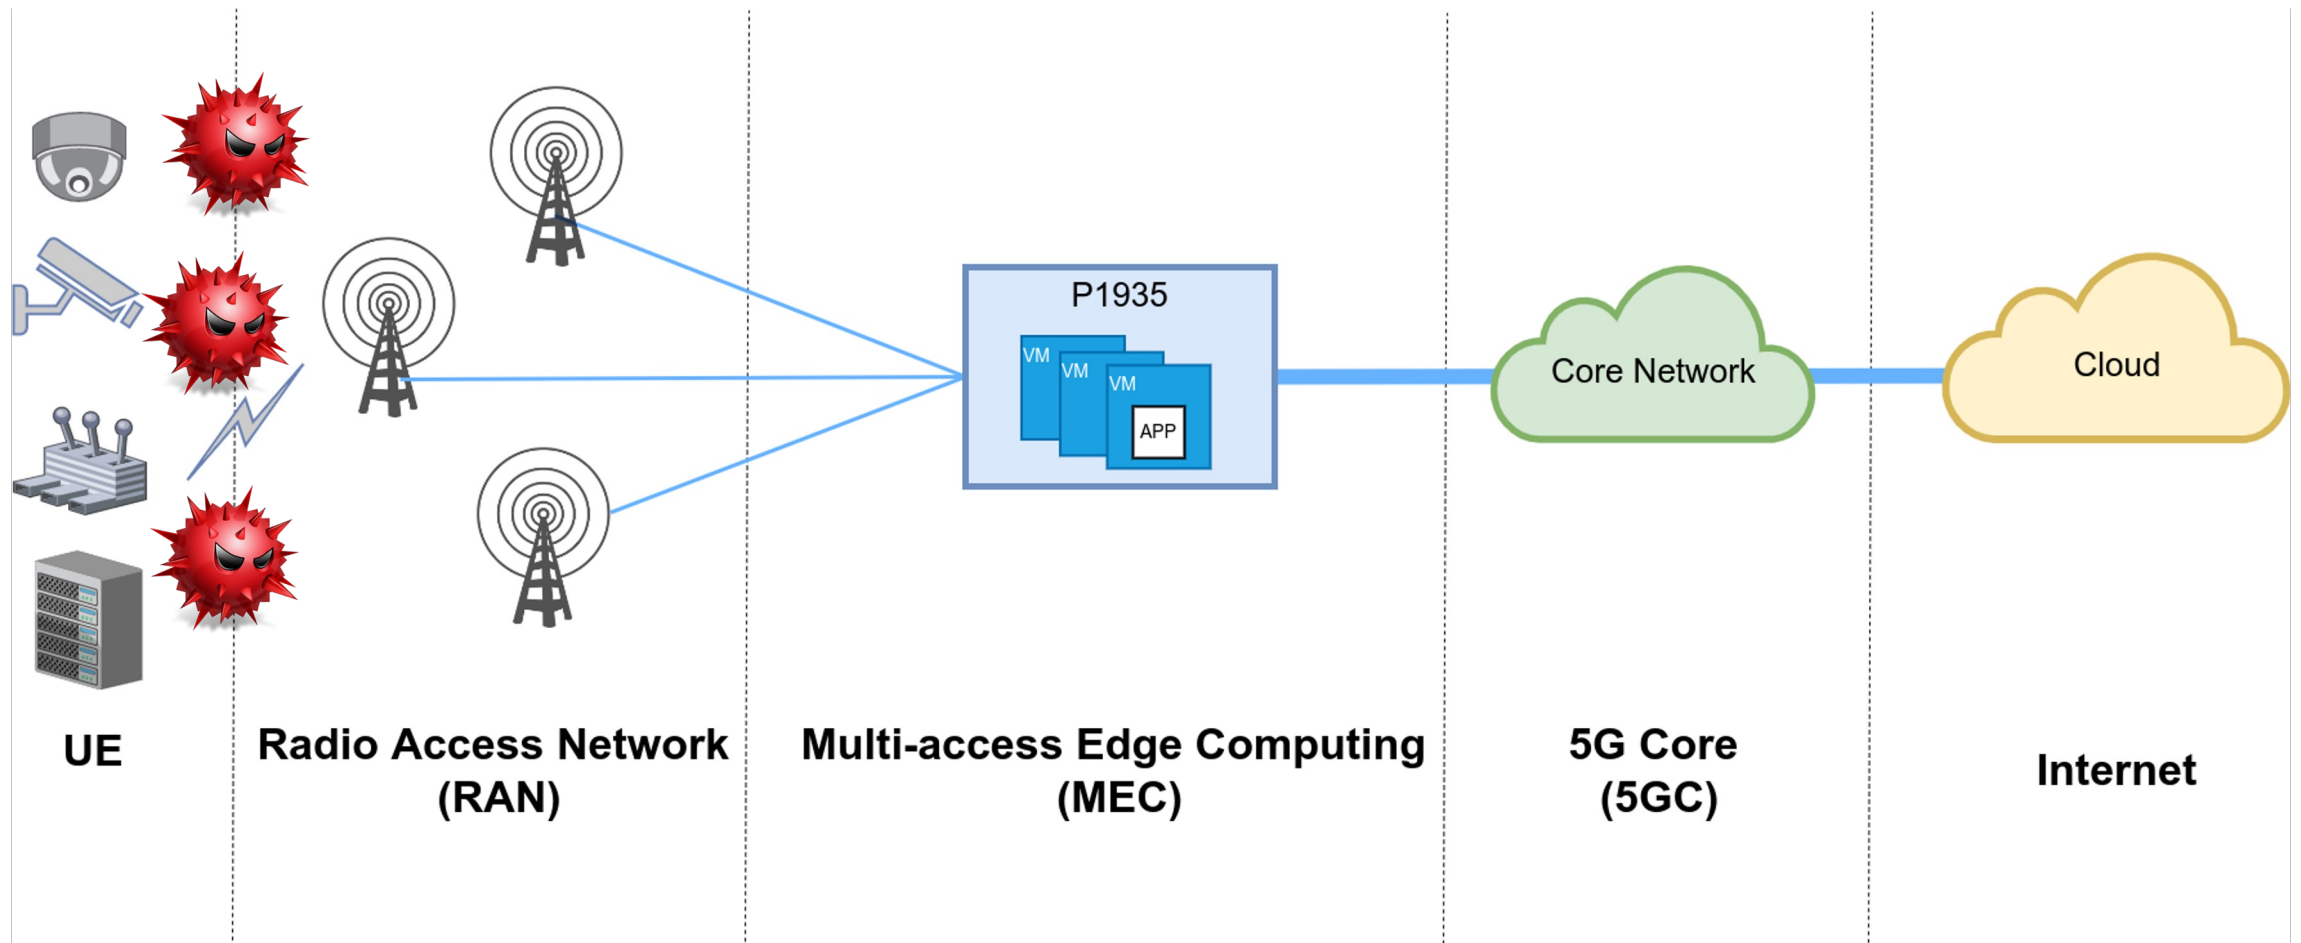 P1935
VM
VM
VM
APP
Core Network
Cloud
UE
Radio Access Network
(RAN)
Multi-access Edge Computing
(MEC)
5G Core
(5GC)
Internet